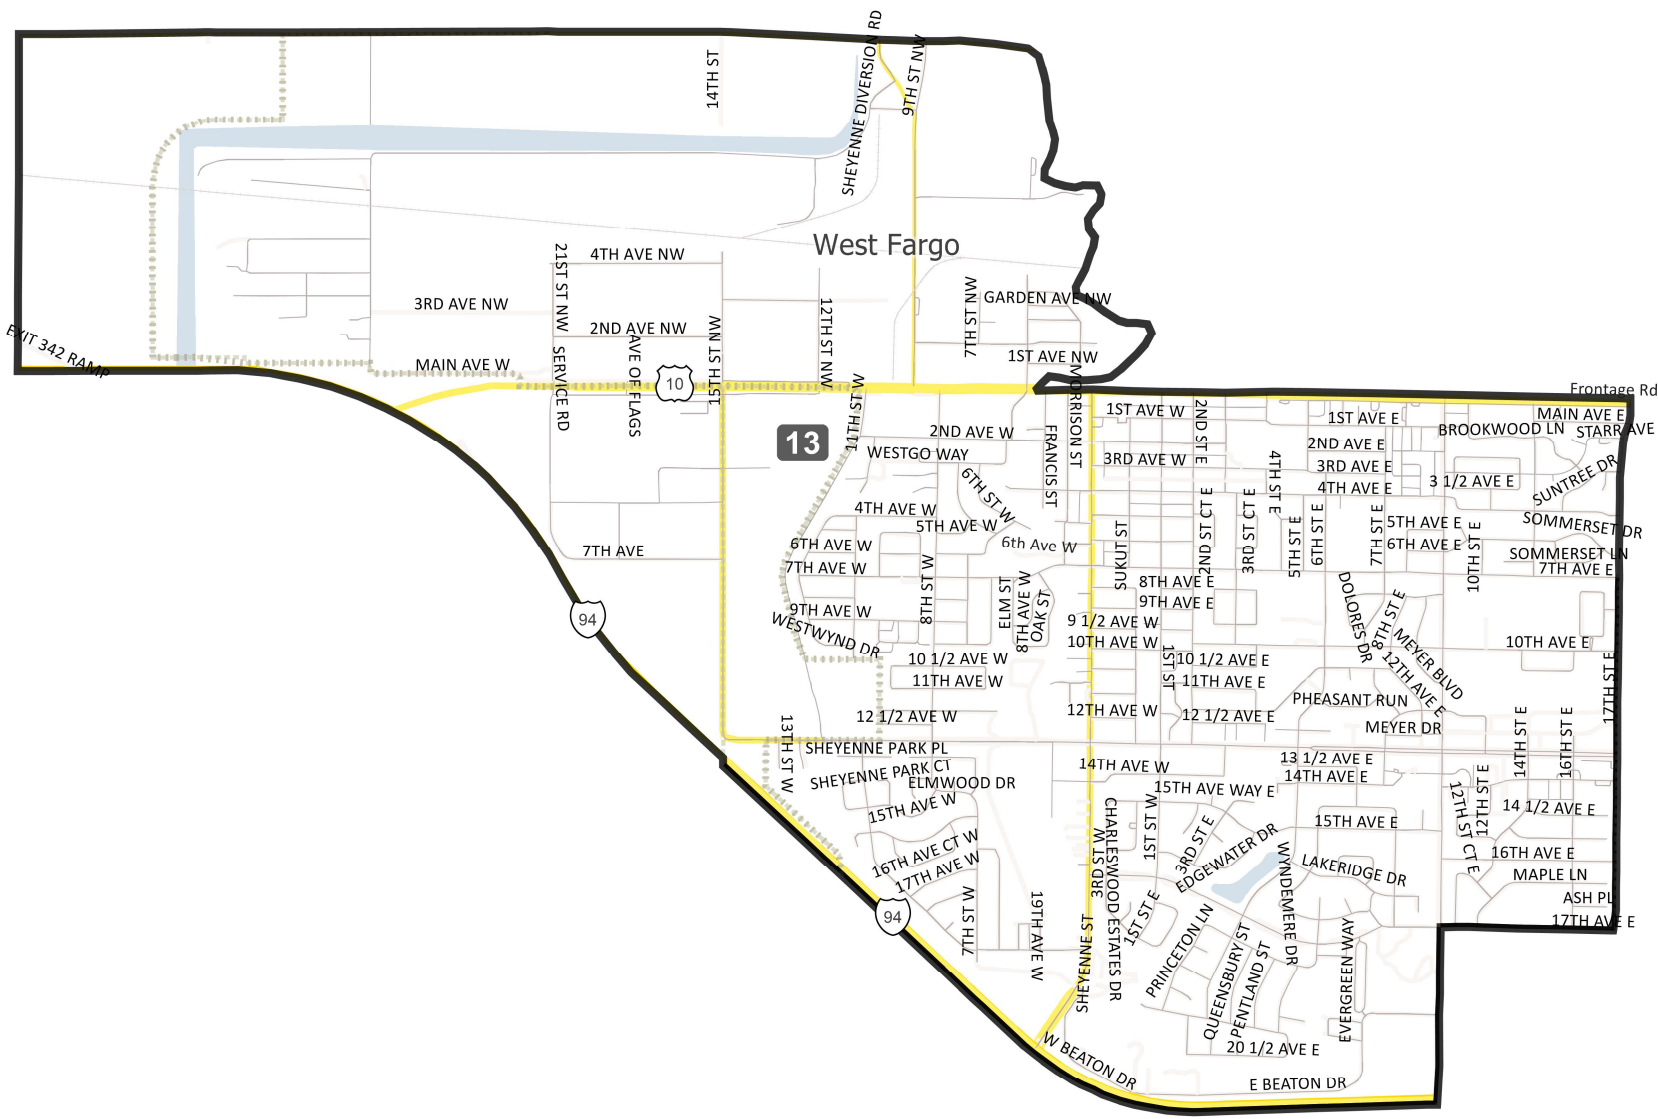 SHEYENNE DIVERSION RD
9TH ST NW
14TH ST
West Fargo
4TH AVE NW
21ST ST NW
3RD AVE NW
2ND AVE NW
12TH ST NW
7TH ST NW
GARDEN AVE NW
1ST AVE NW
EXIT 342 RAMP
MAIN AVE W
SERVICE RD
AVE OF FLAGS
10
15TH ST NW
11TH ST W
MORRISON ST
Frontage Rd
13
2ND AVE W
WESTGO WAY
FRANCIS ST
1ST AVE W
2ND ST E
1ST AVE E
MAIN AVE E
BROOKWOOD LN
STARR AVE
2ND AVE E
3RD AVE W
3RD AVE E
4TH ST E
4TH AVE E
3 1/2 AVE E
SUNTREE DR
6TH ST W
4TH AVE W
5TH AVE W
6th Ave W
6TH AVE W
7TH AVE
7TH AVE W
SUKUT ST
2ND CT E
3RD CT E
5TH ST E
6TH ST E
7TH ST E
5TH AVE E
6TH AVE E
10TH ST E
SOMMERSET DR
SOMMERSET LN
7TH AVE E
8TH AVE E
9TH AVE E
8TH ST W
ELM ST
8TH AVE W
OAK ST
9TH AVE W
WESTWYND DR
94
9 1/2 AVE W
10TH AVE W
DOLORES DR
8TH ST E
MEYER BLVD
12TH AVE E
10TH AVE E
17TH ST E
10 1/2 AVE W
11TH AVE W
1ST ST
10 1/2 AVE E
11TH AVE E
PHEASANT RUN
MEYER DR
12 1/2 AVE W
12TH AVE W
12 1/2 AVE E
14TH ST E
16TH ST E
13TH ST W
SHEYENNE PARK PL
SHEYENNE PARK CT
ELMWOOD DR
14TH AVE W
13 1/2 AVE E
14TH AVE E
15TH AVE WAY E
12TH ST CT E
12TH ST E
14 1/2 AVE E
15TH AVE W
15TH AVE E
16TH AVE CT W
17TH AVE W
3RD ST W
CHARLESWOOD ESTATES DR
1ST ST W
3RD ST E
EDGEWATER DR
WINDEMERE DR
LAKERIDGE DR
16TH AVE E
MAPLE LN
ASH PL
17TH AVE E
94
7TH ST W
19TH AVE W
SHEYENNE ST
1ST ST E
PRINCETON LN
QUEENSBURY ST
PENTLAND ST
EVERGREEN WAY
W BEATON DR
20 1/2 AVE E
E BEATON DR